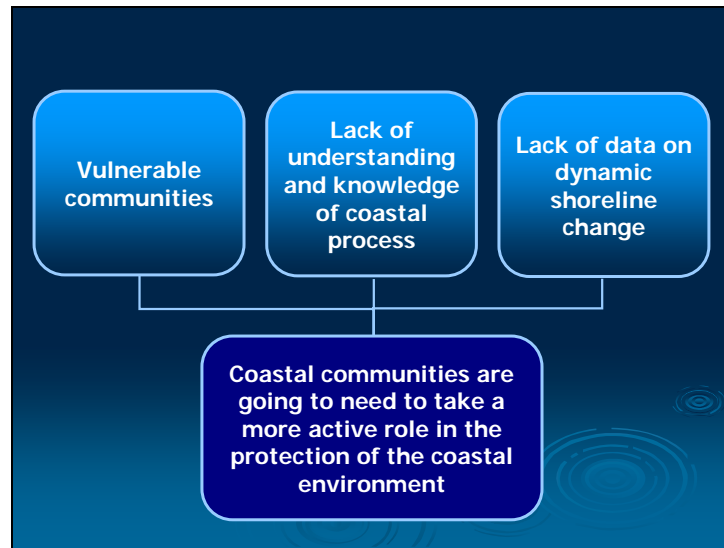 Vulnerable
communities
Lack of
understanding
and knowledge
of coastal
process
Lack of data on
dynamic
shoreline
change
Coastal communities are
going to need to take a
more active role in the
protection of the coastal
environment